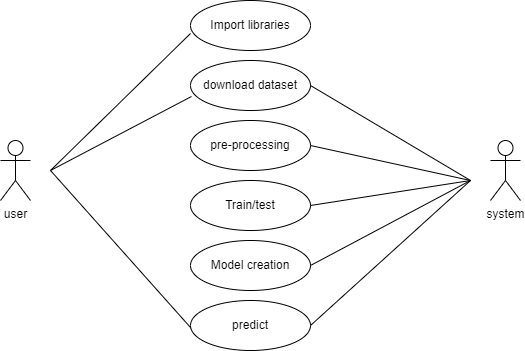 Import libraries
download dataset
pre-processing
Train/test
Model creation
predict
user
system